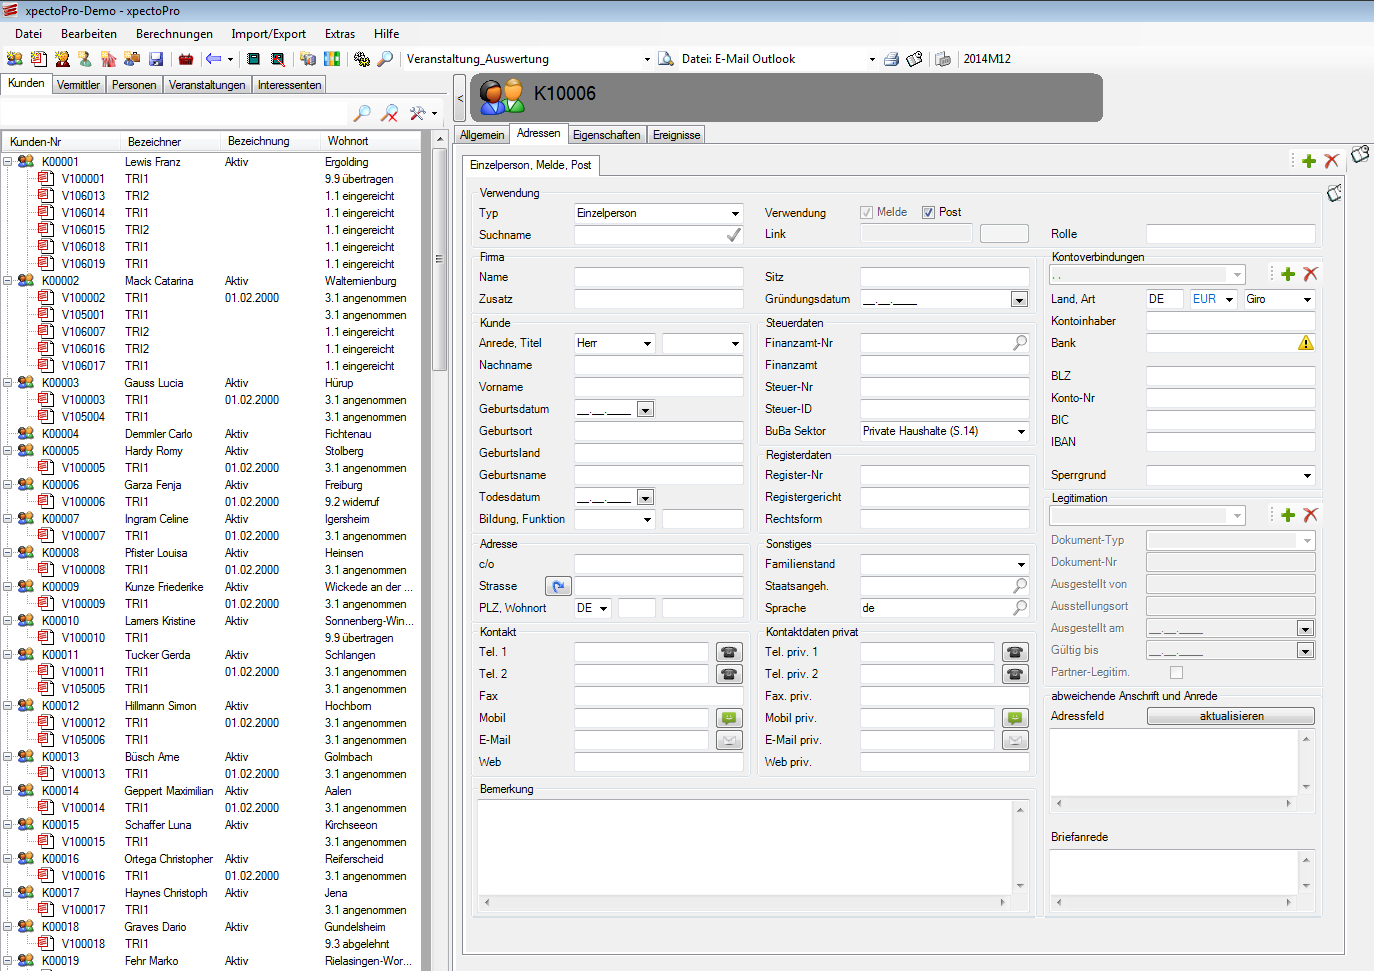 xpectoPro-Demo - xpectoPro
Datei Bearbeiten Berechnungen Import/Export Extras Hilfe
Veranstaltung_Auswertung Datei: E-Mail Outlook 2014M12
Kunden Vermittler Personen Veranstaltungen Interessenten
Kunden-Nr Bezeichner Bezeichnung Wohnort
K00001 Lewis Franz Aktiv Ergolding
V100001 TRI1 9.9 übertragen
V106013 TRI2 1.1 eingereicht
V106014 TRI1 1.1 eingereicht
V106015 TRI2 1.1 eingereicht
V106018 TRI1 1.1 eingereicht
V106019 TRI1 1.1 eingereicht
K00002 Mack Catarina Aktiv Walternienburg
V100002 TRI1 01.02.2000 3.1 angenommen
V105001 TRI1 3.1 angenommen
V106007 TRI2 1.1 eingereicht
V106016 TRI2 1.1 eingereicht
V106017 TRI1 1.1 eingereicht
K00003 Gauss Lucia Aktiv Hürup
V100003 TRI1 01.02.2000 3.1 angenommen
V105004 TRI1 3.1 angenommen
K00004 Demmler Carlo Aktiv Fichtenau
K00005 Hardy Romy Aktiv Stolberg
V100005 TRI1 01.02.2000 3.1 angenommen
K00006 Garza Fenja Aktiv Freiburg
V100006 TRI1 01.02.2000 9.2 widerruf
K00007 Ingram Celine Aktiv Igersheim
V100007 TRI1 01.02.2000 3.1 angenommen
K00008 Pfister Louisa Aktiv Heinsen
V100008 TRI1 01.02.2000 3.1 angenommen
K00009 Kunze Friederike Aktiv Wickede an der ...
V100009 TRI1 01.02.2000 3.1 angenommen
K00010 Lamers Kristine Aktiv Sonnenberg-Win...
V100010 TRI1 9.9 übertragen
K00011 Tucker Gerda Aktiv Schlangen
V100011 TRI1 01.02.2000 3.1 angenommen
V105005 TRI1 3.1 angenommen
K00012 Hillmann Simon Aktiv Hochborn
V100012 TRI1 01.02.2000 3.1 angenommen
V105006 TRI1 3.1 angenommen
K00013 Büsch Arne Aktiv Golmbach
V100013 TRI1 01.02.2000 3.1 angenommen
K00014 Geppert Maximilian Aktiv Aalen
V100014 TRI1 01.02.2000 3.1 angenommen
K00015 Schaffer Luna Aktiv Kirchseeon
V100015 TRI1 3.1 angenommen
K00016 Ortega Christopher Aktiv Reiferscheid
V100016 TRI1 01.02.2000 3.1 angenommen
K00017 Haynes Christoph Aktiv Jena
V100017 TRI1 3.1 angenommen
K00018 Graves Dario Aktiv Gundelsheim
V100018 TRI1 9.3 abgelehnt
K00019 Fehr Marko Aktiv Rielasingen-Wor...
< K10006
Allgemein Adressen Eigenschaften Ereignisse
Einzelperson, Melde, Post
Verwendung
Typ Einzelperson Verwendung Melde Post
Suchname Link Rolle
Firma
Name Sitz
Zusatz Gründungsdatum __.__.____
Kunde
Anrede, Titel Herr
Nachname
Vorname
Geburtsdatum __.__.____
Geburtsort
Geburtsland
Geburtsname
Todesdatum __.__.____
Bildung, Funktion
Steuerdaten
Finanzamt-Nr
Finanzamt
Steuer-Nr
Steuer-ID
BuBa Sektor Private Haushalte (S.14)
Registerdaten
Register-Nr
Registergericht
Rechtsform
Adresse
c/o
Strasse
PLZ, Wohnort DE
Sonstiges
Familienstand
Staatsangeh.
Sprache de
Kontakt
Tel. 1
Tel. 2
Fax
Mobil
E-Mail
Web
Kontaktdaten privat
Tel. priv. 1
Tel. priv. 2
Fax. priv.
Mobil priv.
E-Mail priv.
Web priv.
Bemerkung
Kontoverbindungen
, ,
Land, Art DE EUR Giro
Kontoinhaber
Bank
BLZ
Konto-Nr
BIC
IBAN
Sperrgrund
Legitimation
Dokument-Typ
Dokument-Nr
Ausgestellt von
Ausstellungsort
Ausgestellt am __.__.____
Gültig bis __.__.____
Partner-Legitim.
abweichende Anschrift und Anrede
Adressfeld aktualisieren
Briefanrede